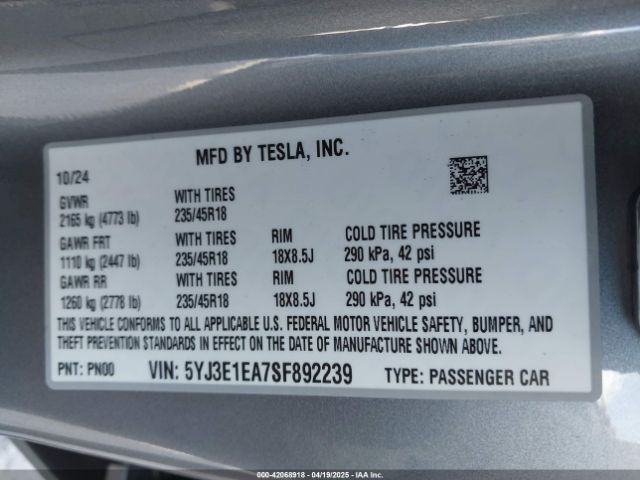 MFD BY TESLA, INC.
10/24
GVWR WITH TIRES
2165 kg (4773 lb) 235/45R18
GAWR FRT WITH TIRES RIM COLD TIRE PRESSURE
1110 kg (2447 lb) 235/45R18 18X8.5J 290 kPa, 42 psi
GAWR RR WITH TIRES RIM COLD TIRE PRESSURE
1260 kg (2778 lb) 235/45R18 18X8.5J 290 kPa, 42 psi
THIS VEHICLE CONFORMS TO ALL APPLICABLE U.S. FEDERAL MOTOR VEHICLE SAFETY, BUMPER, AND
THEFT PREVENTION STANDARDS IN EFFECT ON THE DATE OF MANUFACTURE SHOWN ABOVE.
PNT: PN00 VIN: 5YJ3E1EA7SF892239 TYPE: PASSENGER CAR
000-42068918 | 04/19/2025 | IAAI.COM